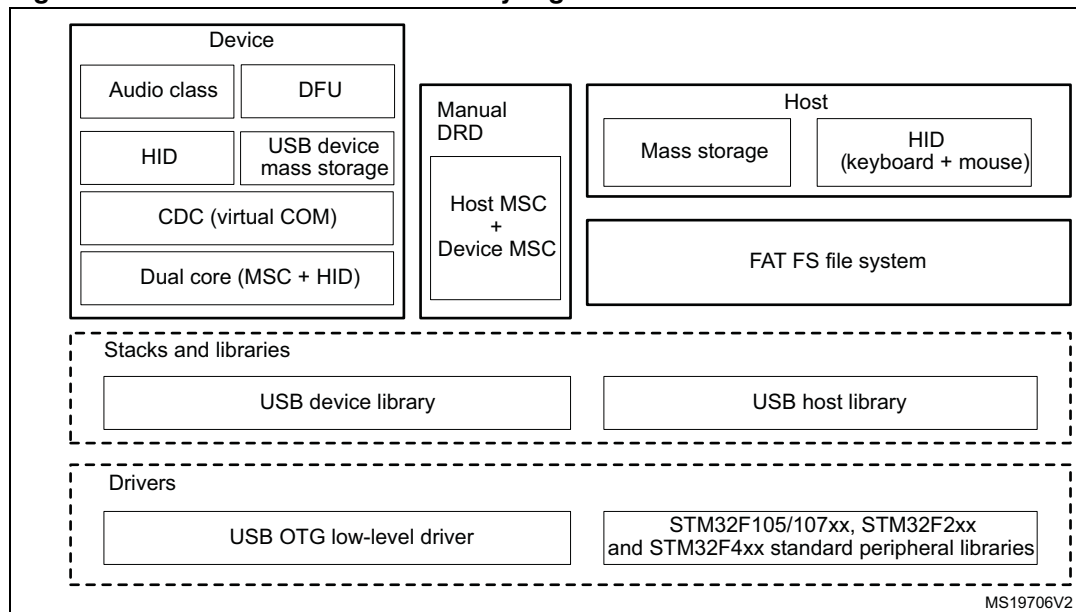 Device
Audio class
DFU
HID
USB device
mass storage
CDC (virtual COM)
Dual core (MSC + HID)
Manual
DRD
Host MSC
+
Device MSC
Host
Mass storage
HID
(keyboard + mouse)
FAT FS file system
Stacks and libraries
USB device library
USB host library
Drivers
USB OTG low-level driver
STM32F105/107xx, STM32F2xx
and STM32F4xx standard peripheral libraries
MS19706V2